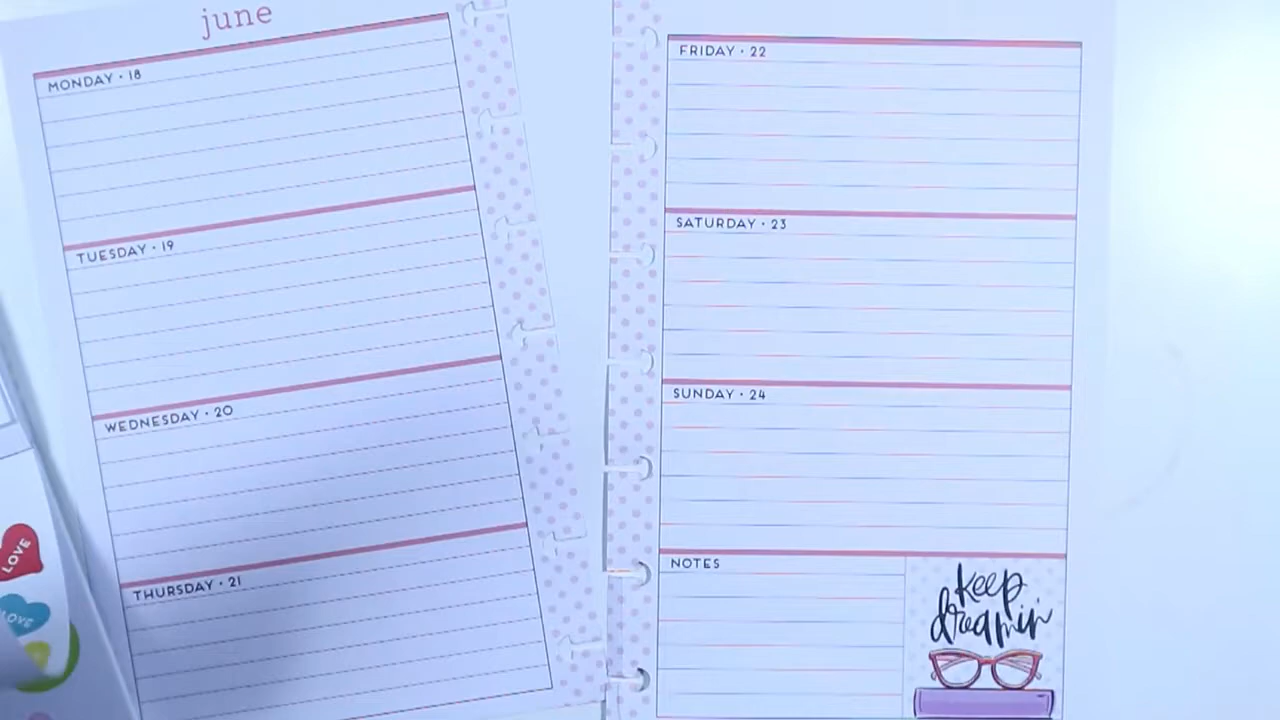 june
MONDAY · 18
TUESDAY · 19
WEDNESDAY · 20
THURSDAY · 21
FRIDAY · 22
SATURDAY · 23
SUNDAY · 24
NOTES
keep
dreamin'
LOVE
LOVE